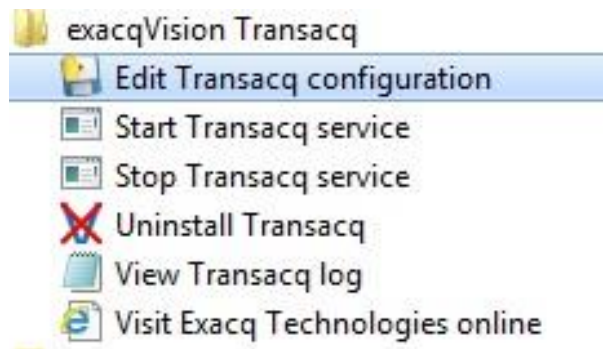 exacqVision Transacq
Edit Transacq configuration
Start Transacq service
Stop Transacq service
Uninstall Transacq
View Transacq log
Visit Exacq Technologies online